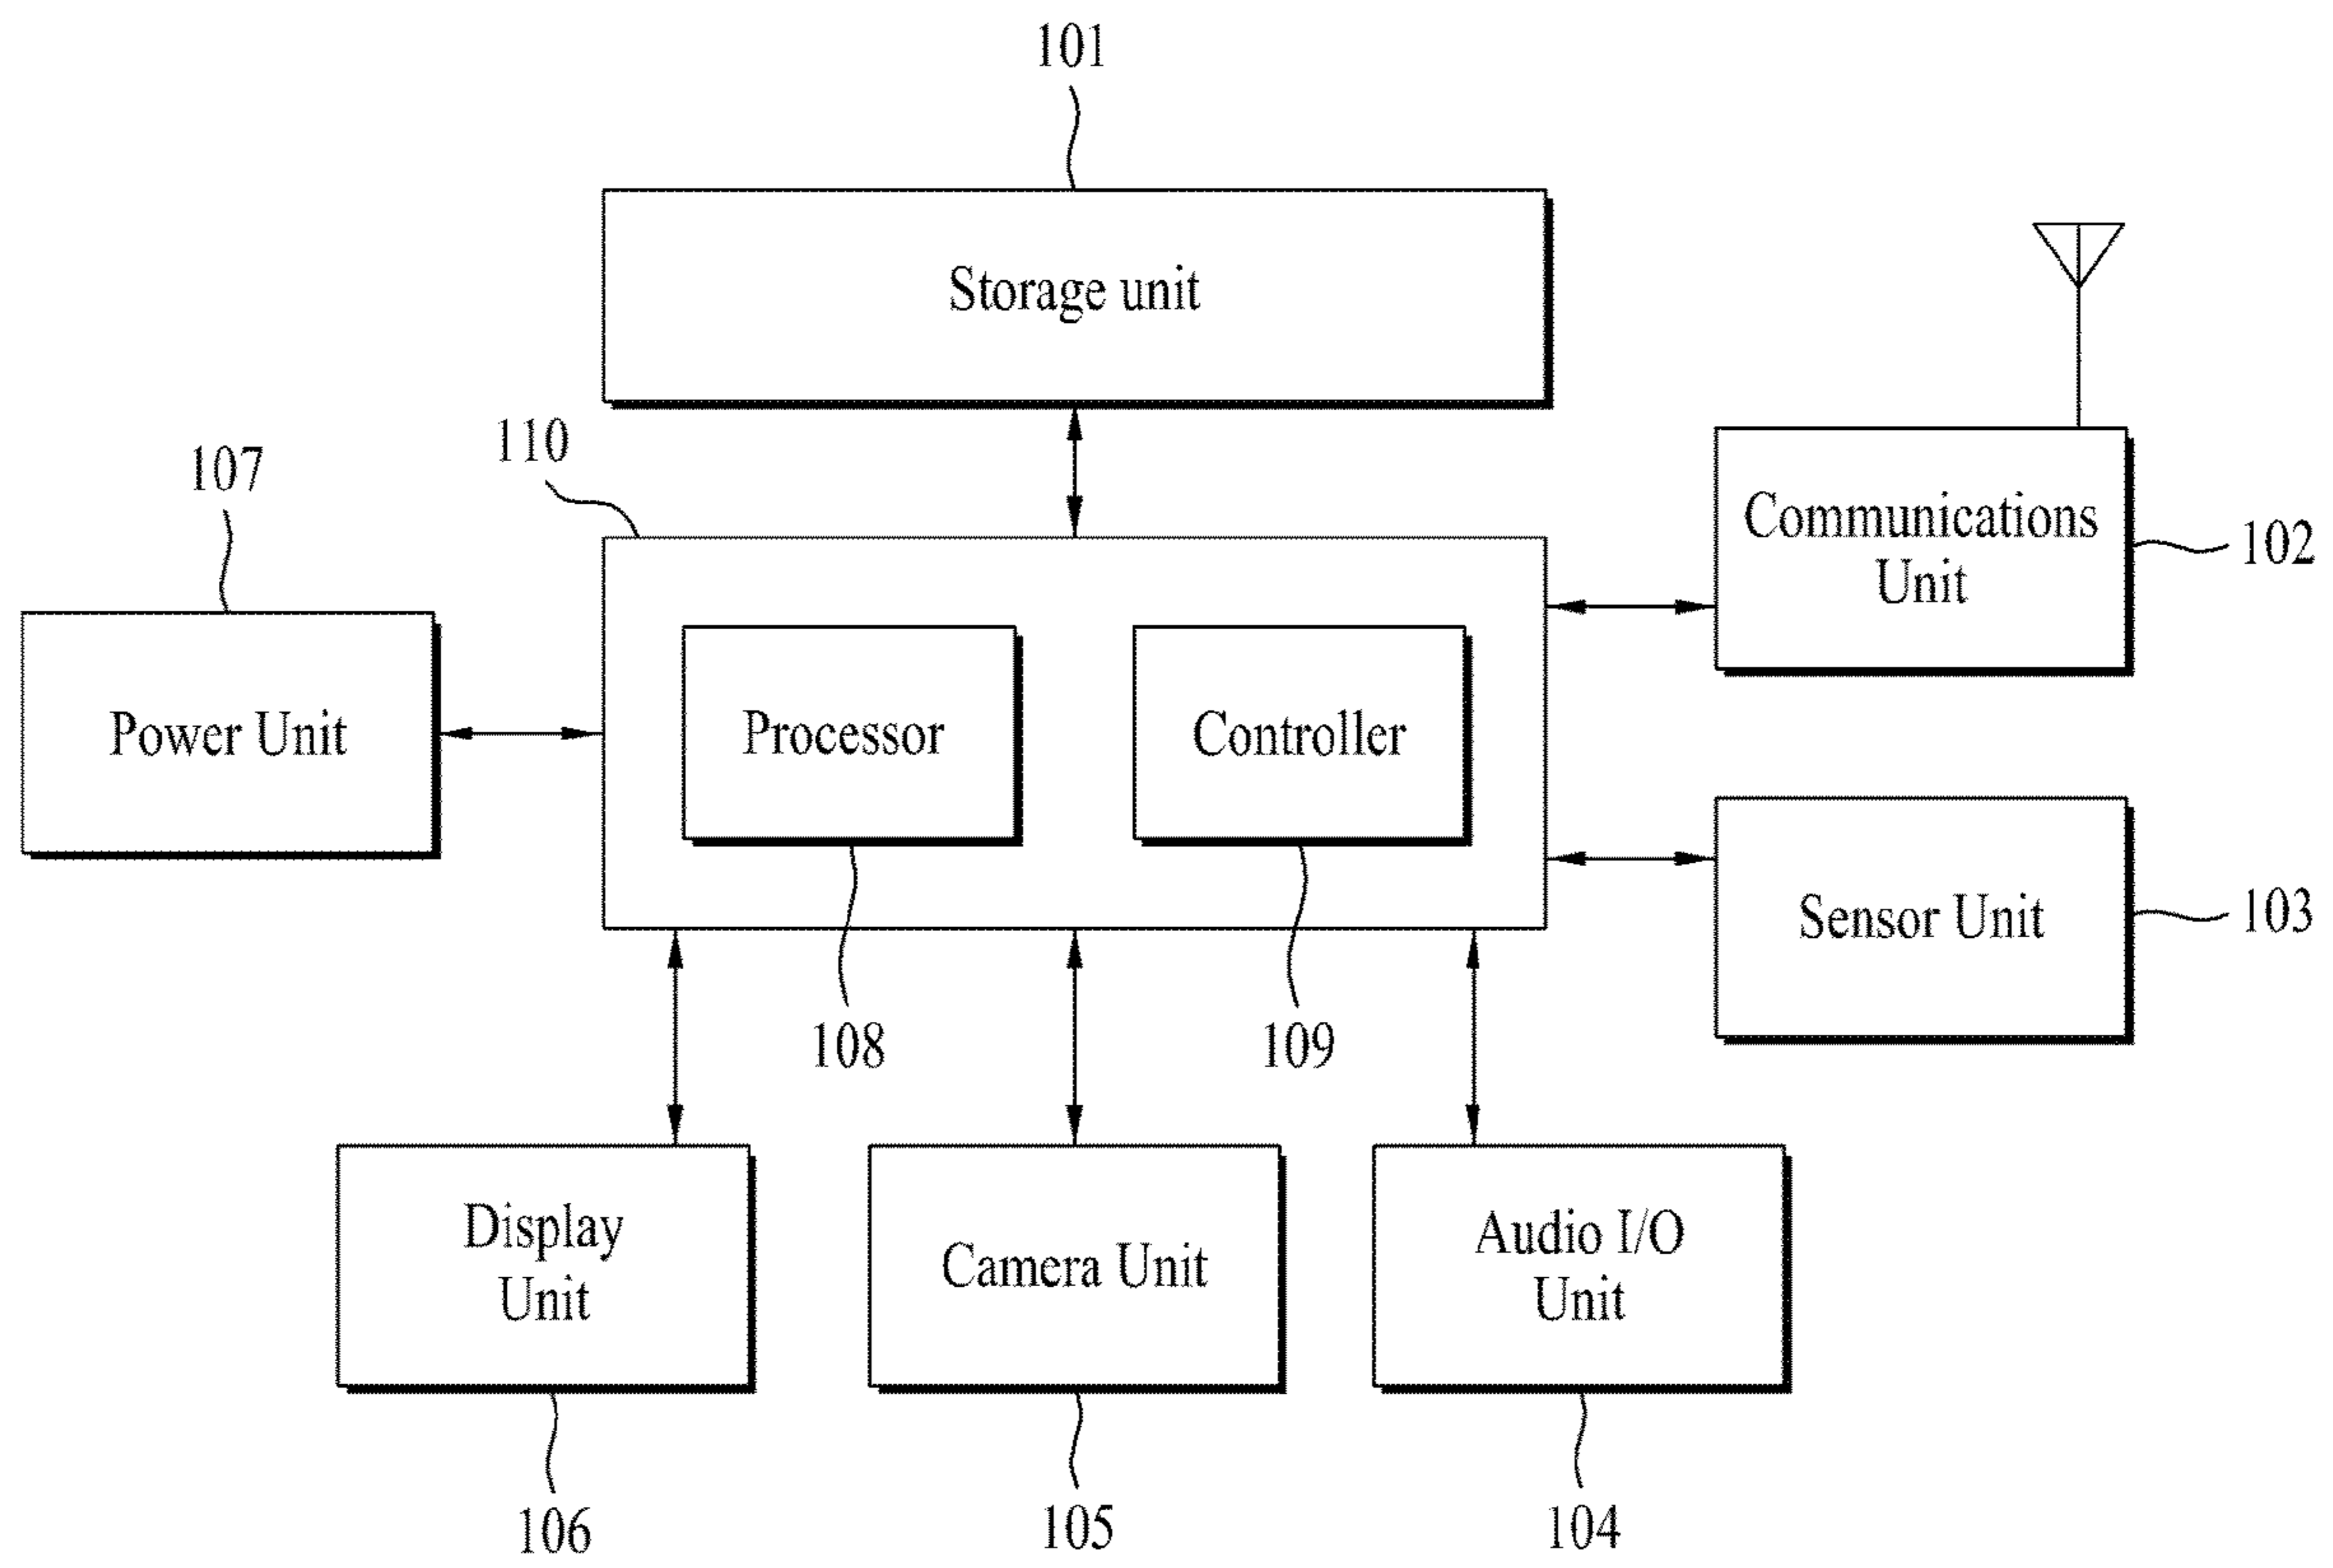 101
Storage unit
110
107
Communications
Unit
102
Power Unit
Processor
Controller
Sensor Unit
103
108
109
Display
Unit
Camera Unit
Audio I/O
Unit
106
105
104